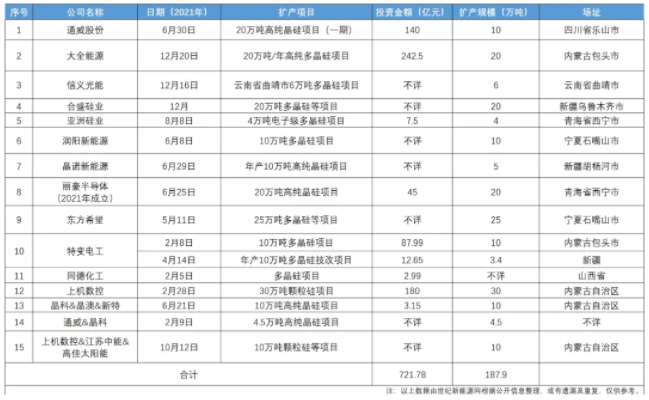 序号 公司名称 日期（2021年） 扩产项目 投资金额（亿元） 扩产规模（万吨） 场址
1 通威股份 6月30日 20万吨高纯晶硅项目（一期） 140 10 四川省乐山市
2 大全能源 12月20日 20万吨/年高纯多晶硅项目 242.5 20 内蒙古包头市
3 信义光能 12月16日 云南省曲靖市6万吨多晶硅项目 不详 6 云南省曲靖市
4 合盛硅业 12月 20万吨多晶硅等项目 不详 20 新疆乌鲁木齐市
5 亚洲硅业 8月8日 4万吨电子级多晶硅项目 7.5 4 青海省西宁市
6 润阳新能源 6月8日 10万吨多晶硅项目 不详 10 宁夏石嘴山市
7 晶诺新能源 6月29日 年产10万吨高纯晶硅项目 不详 5 新疆胡杨河市
8 丽豪半导体 6月25日 20万吨高纯晶硅项目 45 20 青海省西宁市
（2021年成立）
9 东方希望 5月11日 25万吨多晶硅等项目 不详 25 宁夏石嘴山市
10 特变电工 2月8日 10万吨多晶硅项目 87.99 10 内蒙古包头市
4月14日 年产10万吨多晶硅技改项目 12.65 3.4 新疆
11 同德化工 2月5日 多晶硅项目 2.99 不详 山西省
12 上机数控 2月28日 30万吨颗粒硅项目 180 30 内蒙古自治区
13 晶科&晶澳&新特 6月21日 10万吨高纯晶硅项目 3.15 10 内蒙古自治区
14 通威&晶科 2月9日 4.5万吨高纯晶硅项目 不详 4.5 不详
15 上机数控&江苏中能&高佳太阳能 10月12日 10万吨颗粒硅等项目 不详 10 内蒙古自治区
合计 721.78 187.9
注：以上数据由世纪新能源网根据公开信息整理，或有遗漏及重复，仅供参考。